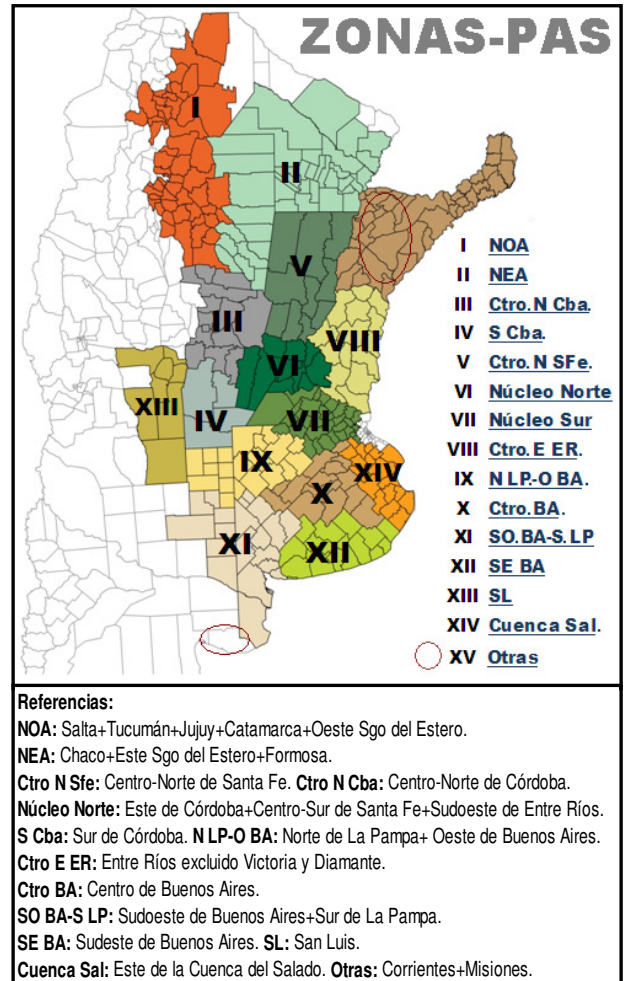 ZONAS-PAS
I
II
V
III
VIII
VI
XIII
IV
VII
IX
XIV
X
XI
XII
I NOA
II NEA
III Ctro. N Cba.
IV S Cba.
V Ctro. N SFe.
VI Núcleo Norte
VII Núcleo Sur
VIII Ctro. E ER.
IX N LP-O BA.
X Ctro. BA.
XI SO. BA-S. LP
XII SE BA
XIII SL
XIV Cuenca Sal.
XV Otras
Referencias:
NOA: Salta+Tucumán+Jujuy+Catamarca+Oeste Sgo del Estero.
NEA: Chaco+Este Sgo del Estero+Formosa.
Ctro N Sfe: Centro-Norte de Santa Fe. Ctro N Cba: Centro-Norte de Córdoba.
Núcleo Norte: Este de Córdoba+Centro-Sur de Santa Fe+Sudoeste de Entre Ríos.
S Cba: Sur de Córdoba. N LP-O BA: Norte de La Pampa+ Oeste de Buenos Aires.
Ctro E ER: Entre Ríos excluido Victoria y Diamante.
Ctro BA: Centro de Buenos Aires.
SO BA-S LP: Sudoeste de Buenos Aires+Sur de La Pampa.
SE BA: Sudeste de Buenos Aires. SL: San Luis.
Cuenca Sal: Este de la Cuenca del Salado. Otras: Corrientes+Misiones.